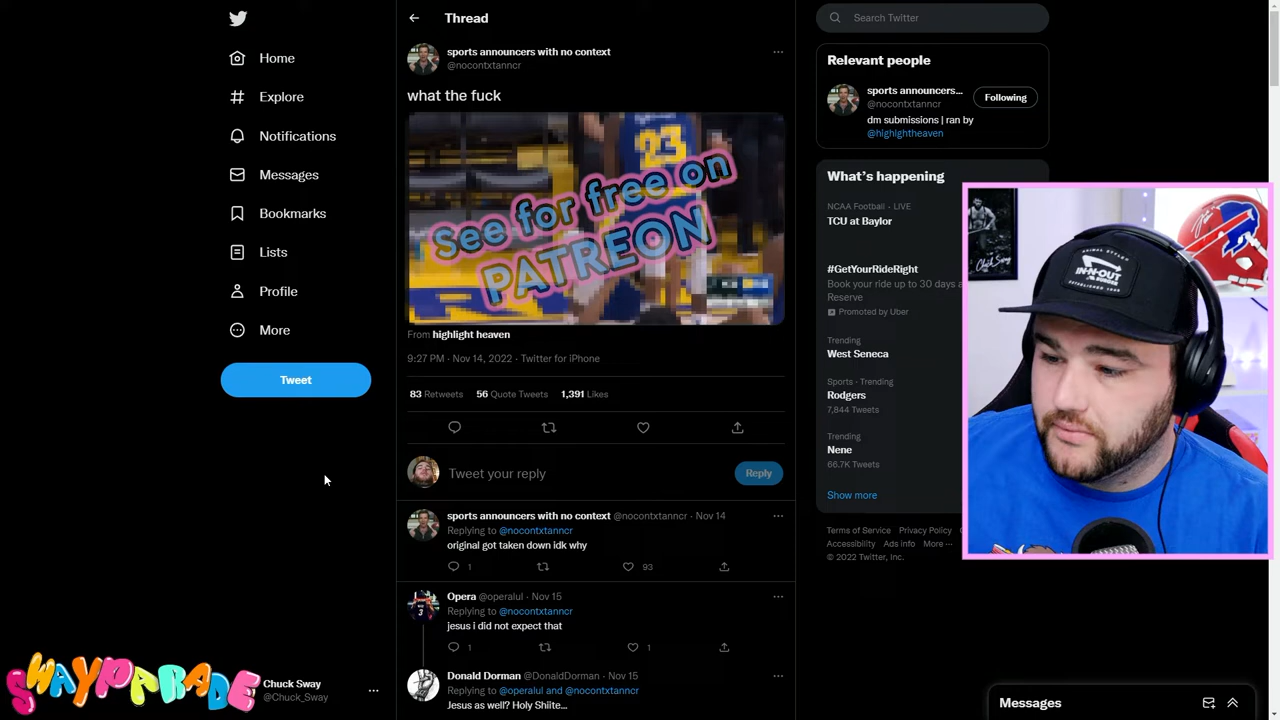 Thread
Search Twitter
Home
Explore
Notifications
Messages
Bookmarks
Lists
Profile
More
Tweet
sports announcers with no context
@nocontxtanncr
what the fuck
23
See for free on
PATREON
From highlight heaven
9:27 PM · Nov 14, 2022 · Twitter for iPhone
83 Retweets 56 Quote Tweets 1,391 Likes
Tweet your reply
Reply
sports announcers with no context @nocontxtanncr · Nov 14
Replying to @nocontxtanncr
original got taken down idk why
1 93
Opera @operalul · Nov 15
Replying to @nocontxtanncr
jesus i did not expect that
1 1
Donald Dorman @DonaldDorman · Nov 15
Replying to @operalul and @nocontxtanncr
Jesus as well? Holy Shiite...
Relevant people
sports announcers...
@nocontxtanncr
Following
dm submissions | ran by
@highlghtheaven
What's happening
NCAA Football · LIVE
TCU at Baylor
#GetYourRideRight
Book your ride up to 30 days a
Reserve
Promoted by Uber
Trending
West Seneca
Sports · Trending
Rodgers
7,844 Tweets
Trending
Nene
66.7K Tweets
Show more
Terms of Service Privacy Policy
Accessibility Ads info More ···
© 2022 Twitter, Inc.
Chuck Sway
IN-N-OUT
BURGER
SWAYPARADE
Chuck Sway
@Chuck_Sway
Messages